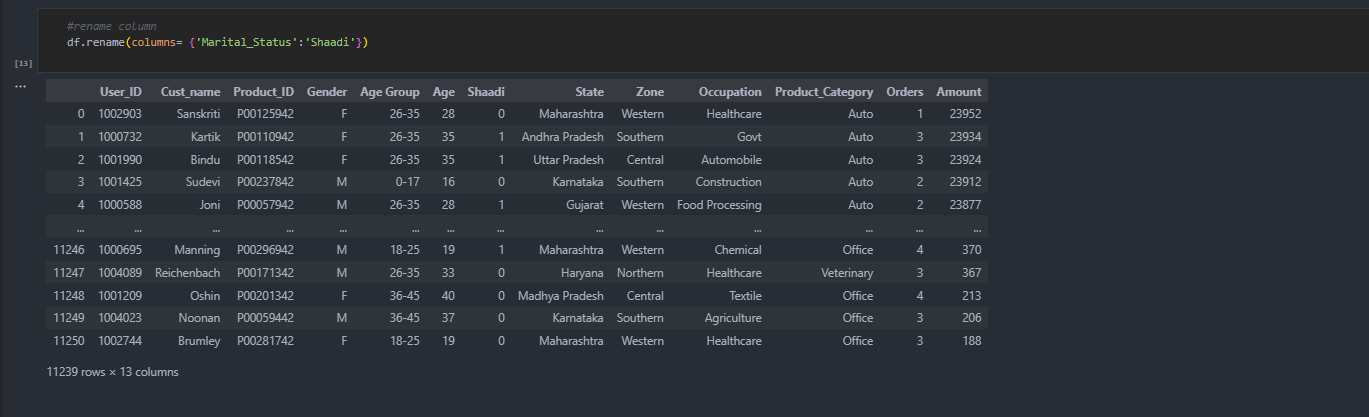 #rename column
df.rename(columns= {'Marital_Status':'Shaadi'})
[13]
...
User_ID Cust_name Product_ID Gender Age Group Age Shaadi State Zone Occupation Product_Category Orders Amount
0 1002903 Sanskriti P00125942 F 26-35 28 0 Maharashtra Western Healthcare Auto 1 23952
1 1000732 Kartik P00110942 F 26-35 35 1 Andhra Pradesh Southern Govt Auto 3 23934
2 1001990 Bindu P00118542 F 26-35 35 1 Uttar Pradesh Central Automobile Auto 3 23924
3 1001425 Sudevi P00237842 M 0-17 16 0 Karnataka Southern Construction Auto 2 23912
4 1000588 Joni P00057942 M 26-35 28 1 Gujarat Western Food Processing Auto 2 23877
... ... ... ... ... ... ... ... ... ... ... ... ... ...
11246 1000695 Manning P00296942 M 18-25 19 1 Maharashtra Western Chemical Office 4 370
11247 1004089 Reichenbach P00171342 M 26-35 33 0 Haryana Northern Healthcare Veterinary 3 367
11248 1001209 Oshin P00201342 F 36-45 40 0 Madhya Pradesh Central Textile Office 4 213
11249 1004023 Noonan P00059442 M 36-45 37 0 Karnataka Southern Agriculture Office 3 206
11250 1002744 Brumley P00281742 F 18-25 19 0 Maharashtra Western Healthcare Office 3 188
11239 rows × 13 columns